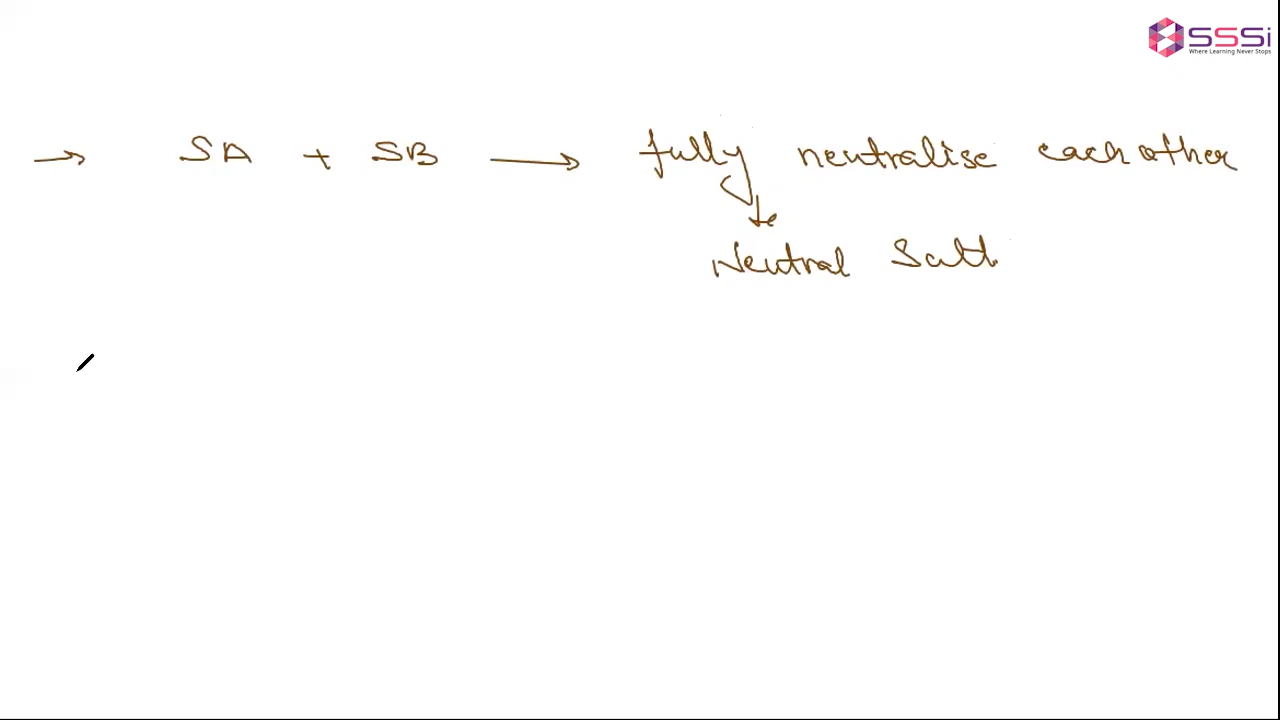 SSSi
Where Learning Never Stops
→ SA + SB → fully neutralise each other
↓
Neutral Salt